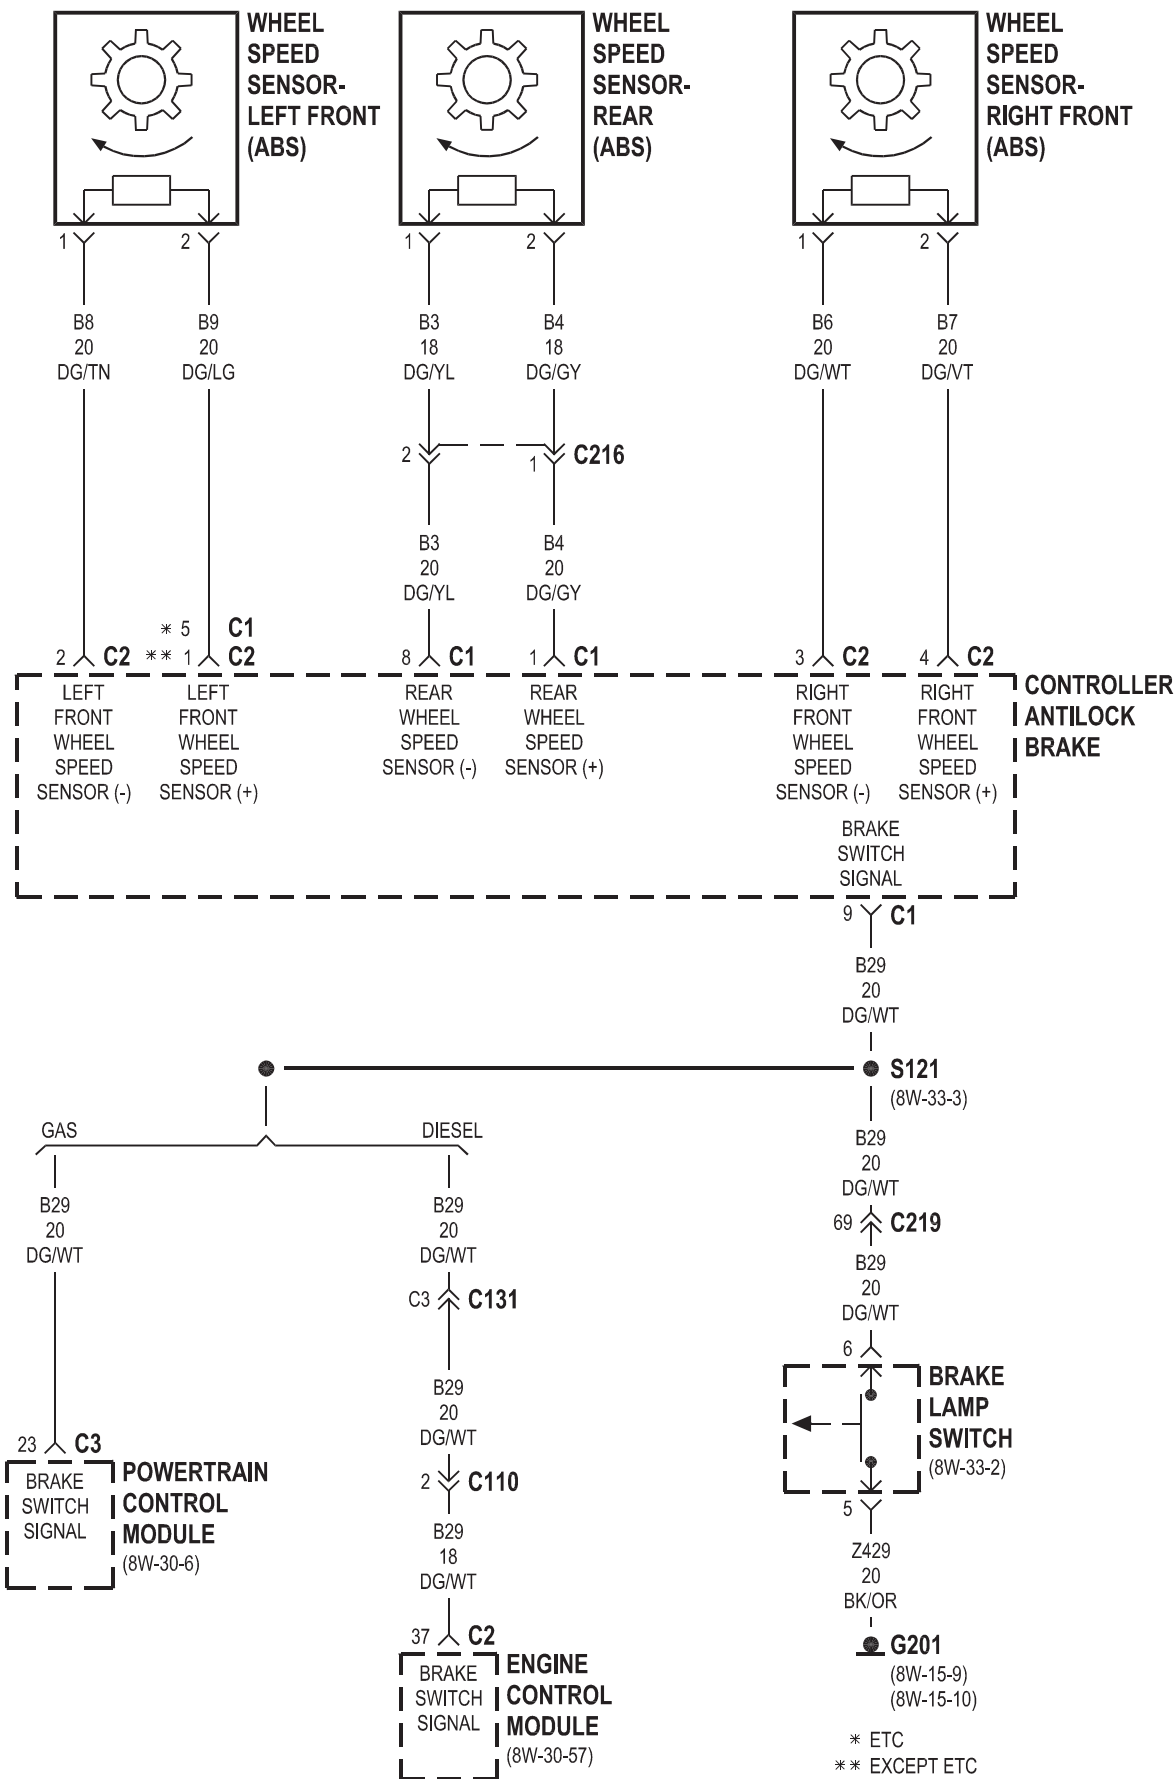 WHEEL
SPEED
SENSOR-
LEFT FRONT
(ABS)
WHEEL
SPEED
SENSOR-
REAR
(ABS)
WHEEL
SPEED
SENSOR-
RIGHT FRONT
(ABS)
1 2 1 2 1 2
B8
20
DG/TN
B9
20
DG/LG
B3
18
DG/YL
B4
18
DG/GY
B6
20
DG/WT
B7
20
DG/VT
2 1 C216
B3
20
DG/YL
B4
20
DG/GY
* 5 C1
2 C2 ** 1 C2 8 C1 1 C1 3 C2 4 C2
LEFT
FRONT
WHEEL
SPEED
SENSOR (-)
LEFT
FRONT
WHEEL
SPEED
SENSOR (+)
REAR
WHEEL
SPEED
SENSOR (-)
REAR
WHEEL
SPEED
SENSOR (+)
RIGHT
FRONT
WHEEL
SPEED
SENSOR (-)
RIGHT
FRONT
WHEEL
SPEED
SENSOR (+)
CONTROLLER
ANTILOCK
BRAKE
BRAKE
SWITCH
SIGNAL
9 C1
B29
20
DG/WT
S121
(8W-33-3)
GAS DIESEL
B29
20
DG/WT
B29
20
DG/WT
B29
20
DG/WT
69 C219
B29
20
DG/WT
C3 C131
6
BRAKE
LAMP
SWITCH
(8W-33-2)
B29
20
DG/WT
23 C3
BRAKE
SWITCH
SIGNAL
POWERTRAIN
CONTROL
MODULE
(8W-30-6)
2 C110
5
B29
18
DG/WT
Z429
20
BK/OR
37 C2
BRAKE
SWITCH
SIGNAL
ENGINE
CONTROL
MODULE
(8W-30-57)
G201
(8W-15-9)
(8W-15-10)
* ETC
** EXCEPT ETC